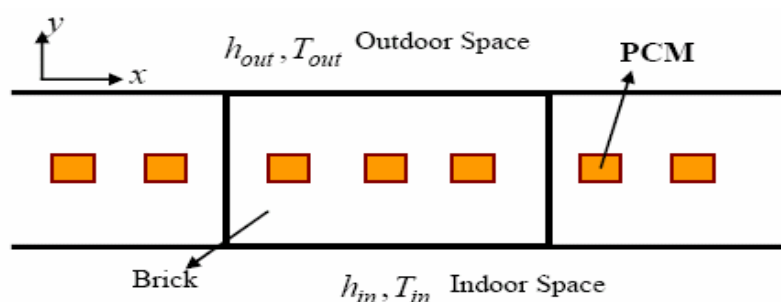 y
x
h_out, T_out Outdoor Space
PCM
Brick
h_in, T_in Indoor Space